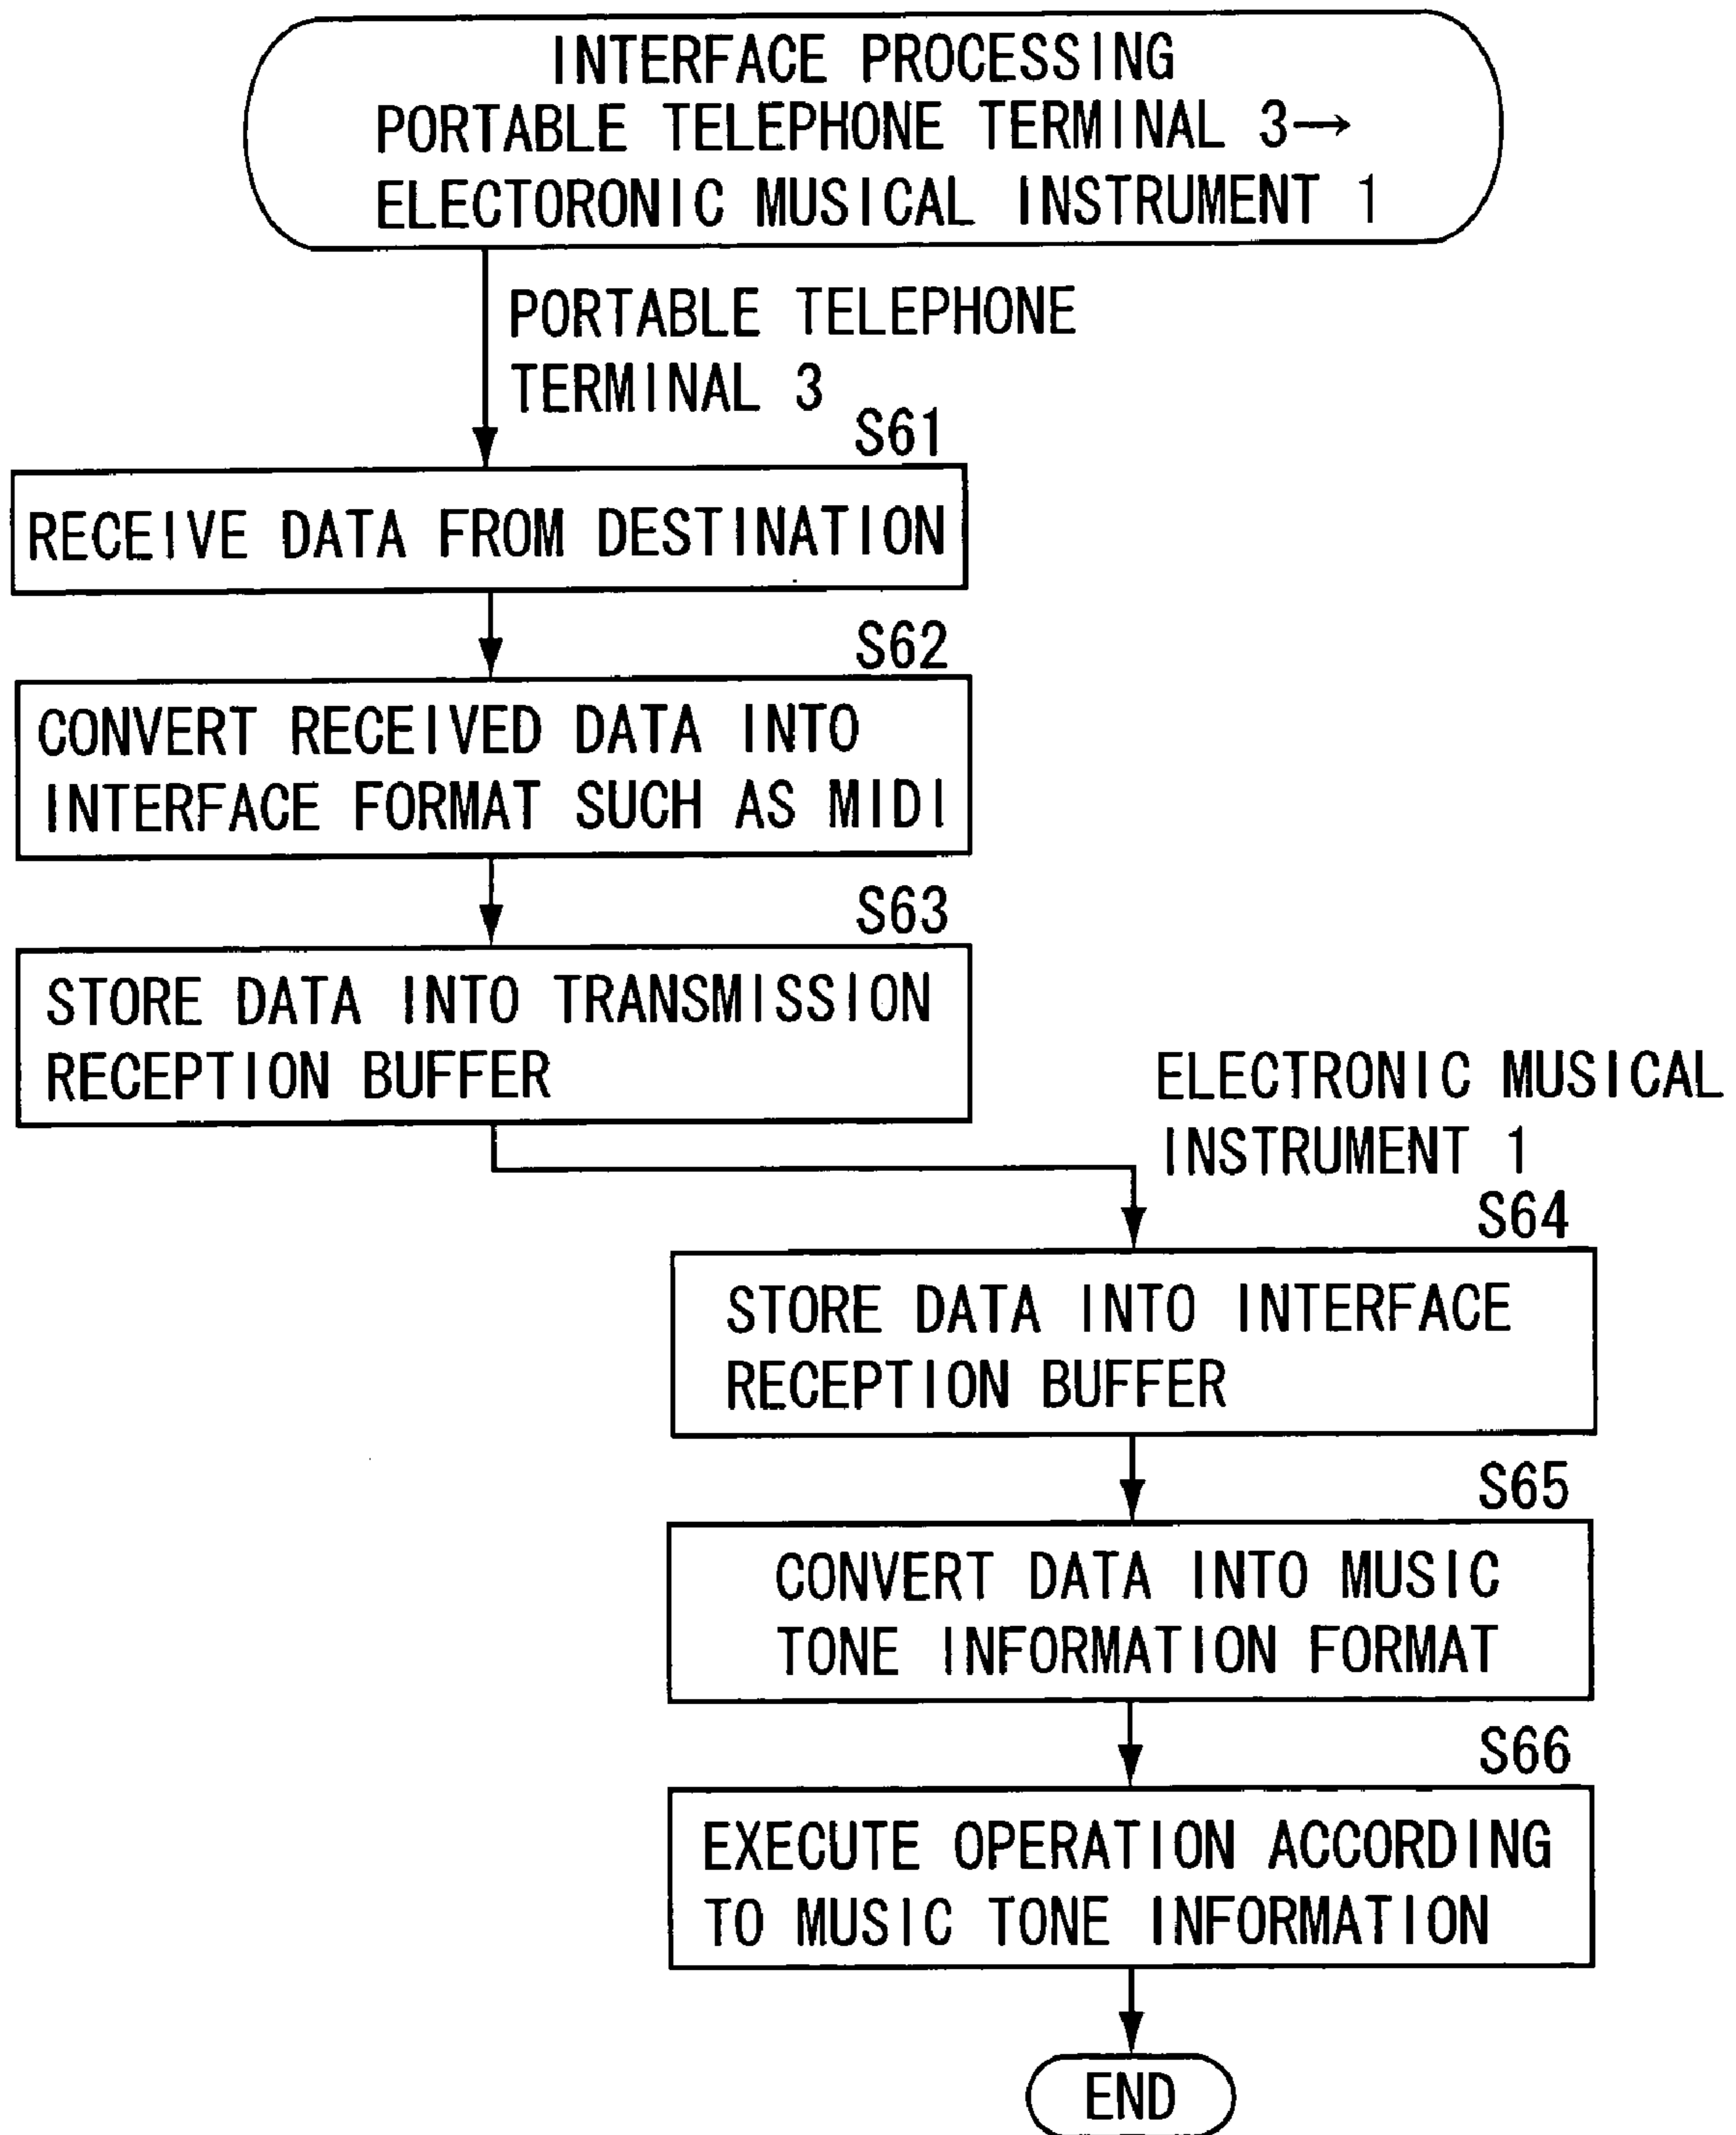 INTERFACE PROCESSING
PORTABLE TELEPHONE TERMINAL 3→
ELECTORONIC MUSICAL INSTRUMENT 1
PORTABLE TELEPHONE
TERMINAL 3
S61
RECEIVE DATA FROM DESTINATION
S62
CONVERT RECEIVED DATA INTO
INTERFACE FORMAT SUCH AS MIDI
S63
STORE DATA INTO TRANSMISSION
RECEPTION BUFFER
ELECTRONIC MUSICAL
INSTRUMENT 1
S64
STORE DATA INTO INTERFACE
RECEPTION BUFFER
S65
CONVERT DATA INTO MUSIC
TONE INFORMATION FORMAT
S66
EXECUTE OPERATION ACCORDING
TO MUSIC TONE INFORMATION
END